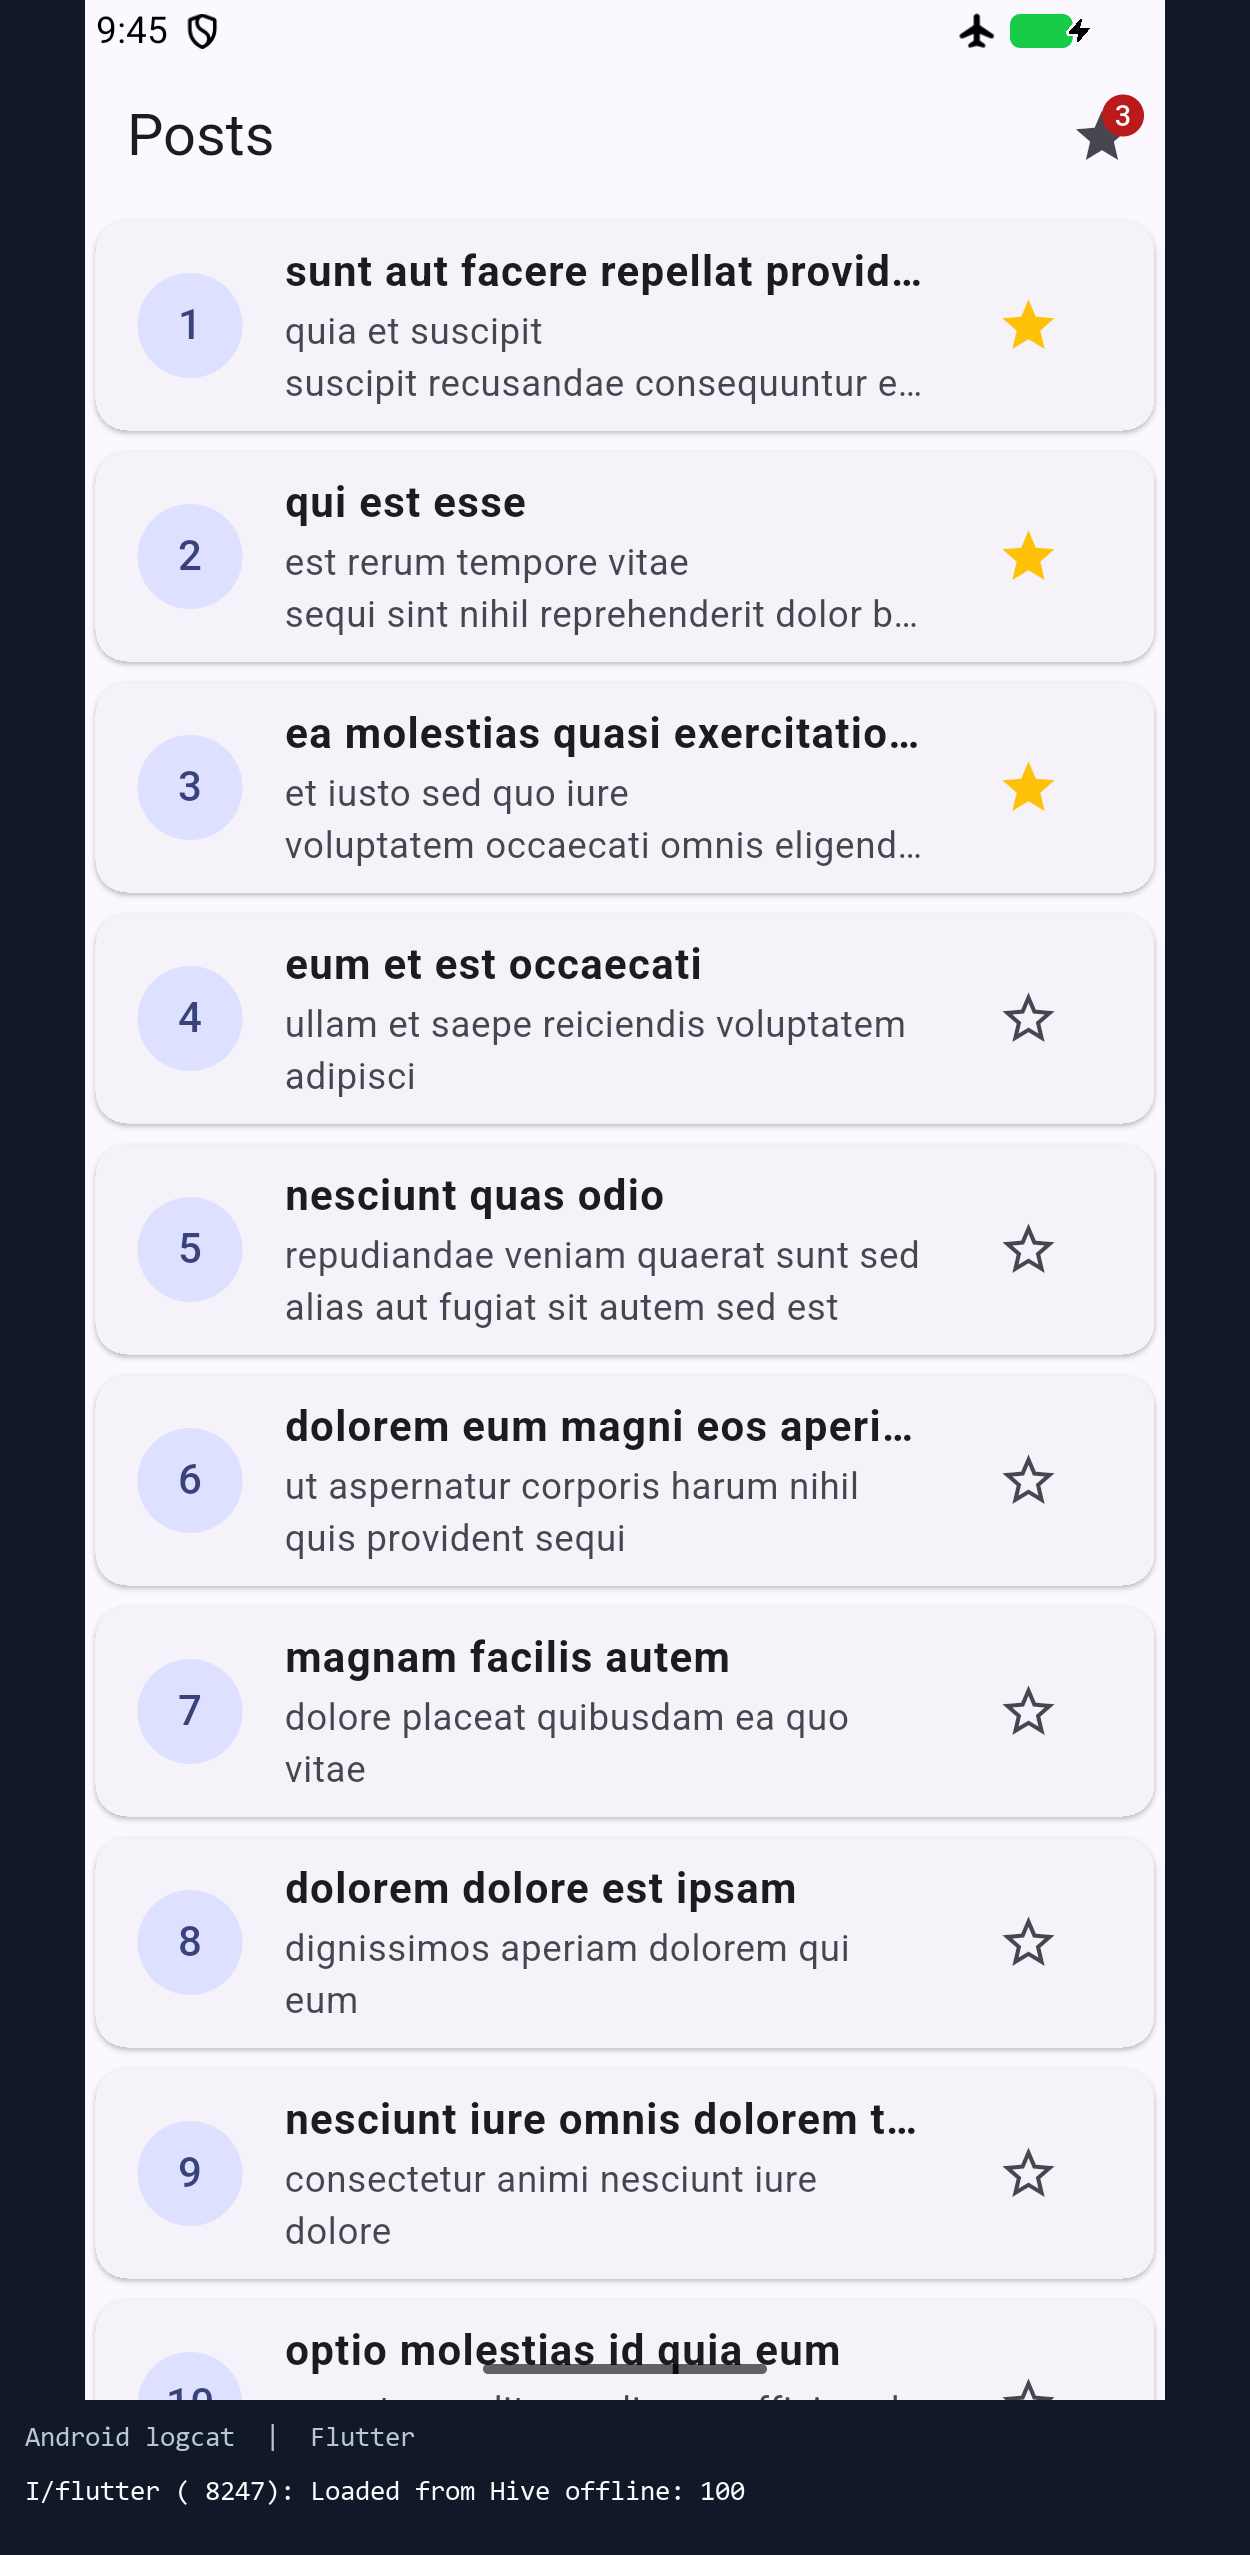 9:45
Posts
3
1
sunt aut facere repellat provid...
quia et suscipit
suscipit recusandae consequuntur e...
2
qui est esse
est rerum tempore vitae
sequi sint nihil reprehenderit dolor b...
3
ea molestias quasi exercitatio...
et iusto sed quo iure
voluptatem occaecati omnis eligend...
4
eum et est occaecati
ullam et saepe reiciendis voluptatem
adipisci
5
nesciunt quas odio
repudiandae veniam quaerat sunt sed
alias aut fugiat sit autem sed est
6
dolorem eum magni eos aperi...
ut aspernatur corporis harum nihil
quis provident sequi
7
magnam facilis autem
dolore placeat quibusdam ea quo
vitae
8
dolorem dolore est ipsam
dignissimos aperiam dolorem qui
eum
9
nesciunt iure omnis dolorem t...
consectetur animi nesciunt iure
dolore
10
optio molestias id quia eum
Android logcat | Flutter
I/flutter ( 8247): Loaded from Hive offline: 100